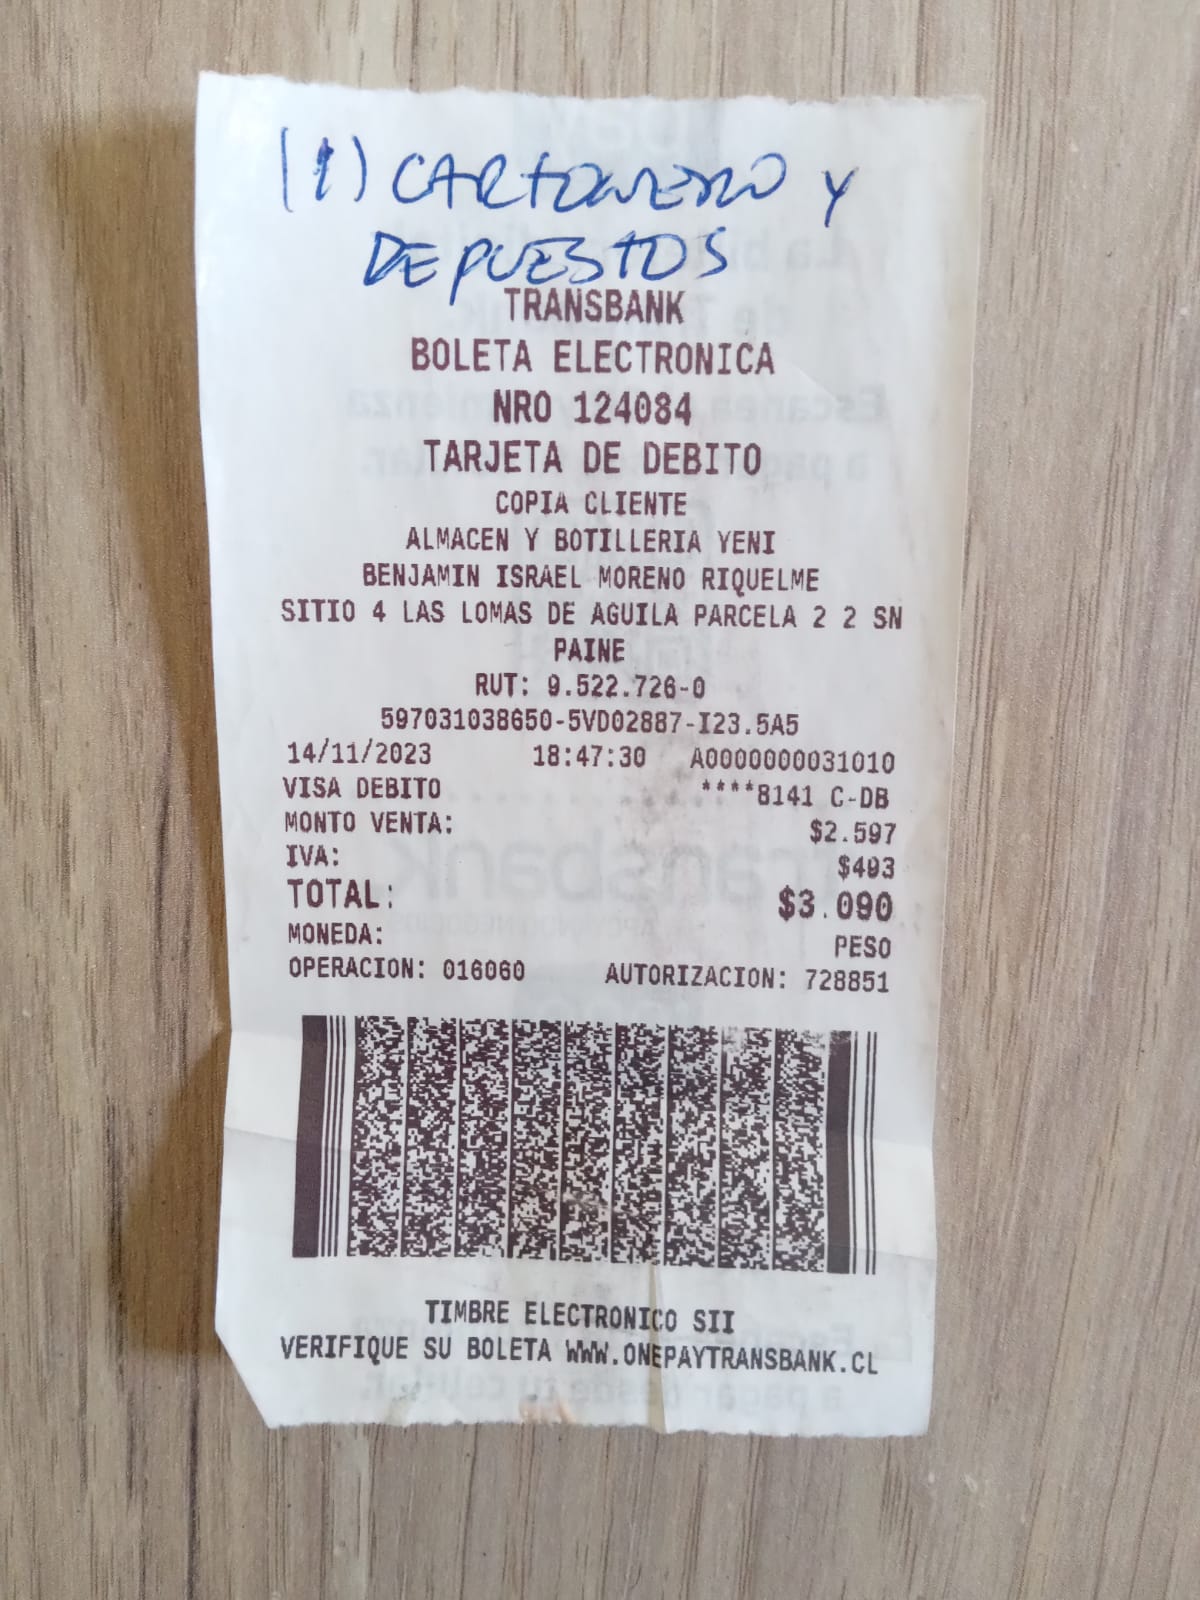 (1) CARTONERO Y
DEPUESTOS
TRANSBANK
BOLETA ELECTRONICA
NRO 124084
TARJETA DE DEBITO
COPIA CLIENTE
ALMACEN Y BOTILLERIA YENI
BENJAMIN ISRAEL MORENO RIQUELME
SITIO 4 LAS LOMAS DE AGUILA PARCELA 2 2 SN
PAINE
RUT: 9.522.726-0
597031038650-5VD02887-I23.5A5
14/11/2023 18:47:30 A0000000031010
VISA DEBITO ****8141 C-DB
MONTO VENTA: $2.597
IVA: $493
TOTAL: $3.090
MONEDA: PESO
OPERACION: 016060 AUTORIZACION: 728851
TIMBRE ELECTRONICO SII
VERIFIQUE SU BOLETA WWW.ONEPAYTRANSBANK.CL